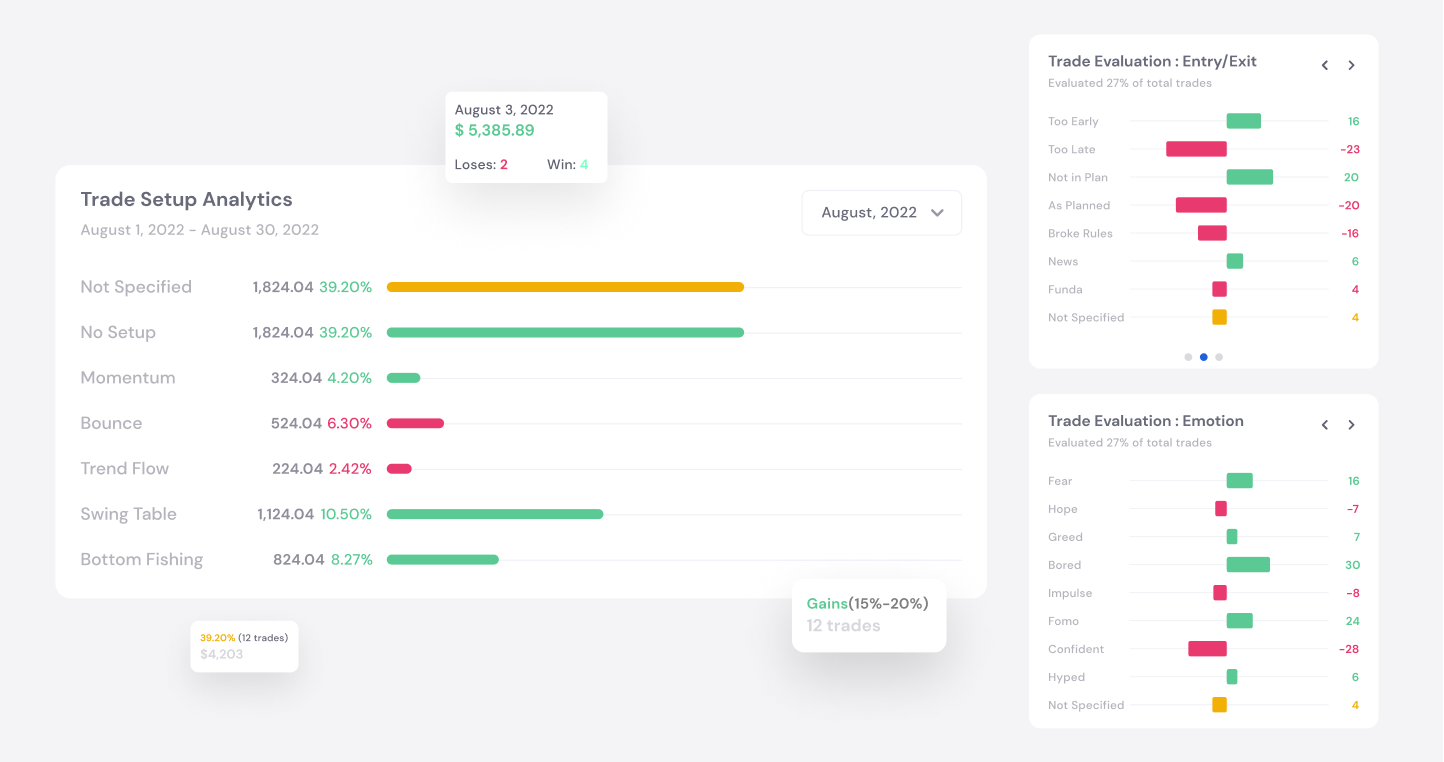 August 3, 2022
$ 5,385.89
Loses: 2 Win: 4
Trade Setup Analytics
August 1, 2022 - August 30, 2022
August, 2022
Not Specified 1,824.04 39.20%
No Setup 1,824.04 39.20%
Momentum 324.04 4.20%
Bounce 524.04 6.30%
Trend Flow 224.04 2.42%
Swing Table 1,124.04 10.50%
Bottom Fishing 824.04 8.27%
Gains(15%-20%)
12 trades
39.20% (12 trades)
$4,203
Trade Evaluation : Entry/Exit
Evaluated 27% of total trades
Too Early 16
Too Late -23
Not in Plan 20
As Planned -20
Broke Rules -16
News 6
Funda 4
Not Specified 4
Trade Evaluation : Emotion
Evaluated 27% of total trades
Fear 16
Hope -7
Greed 7
Bored 30
Impulse -8
Fomo 24
Confident -28
Hyped 6
Not Specified 4